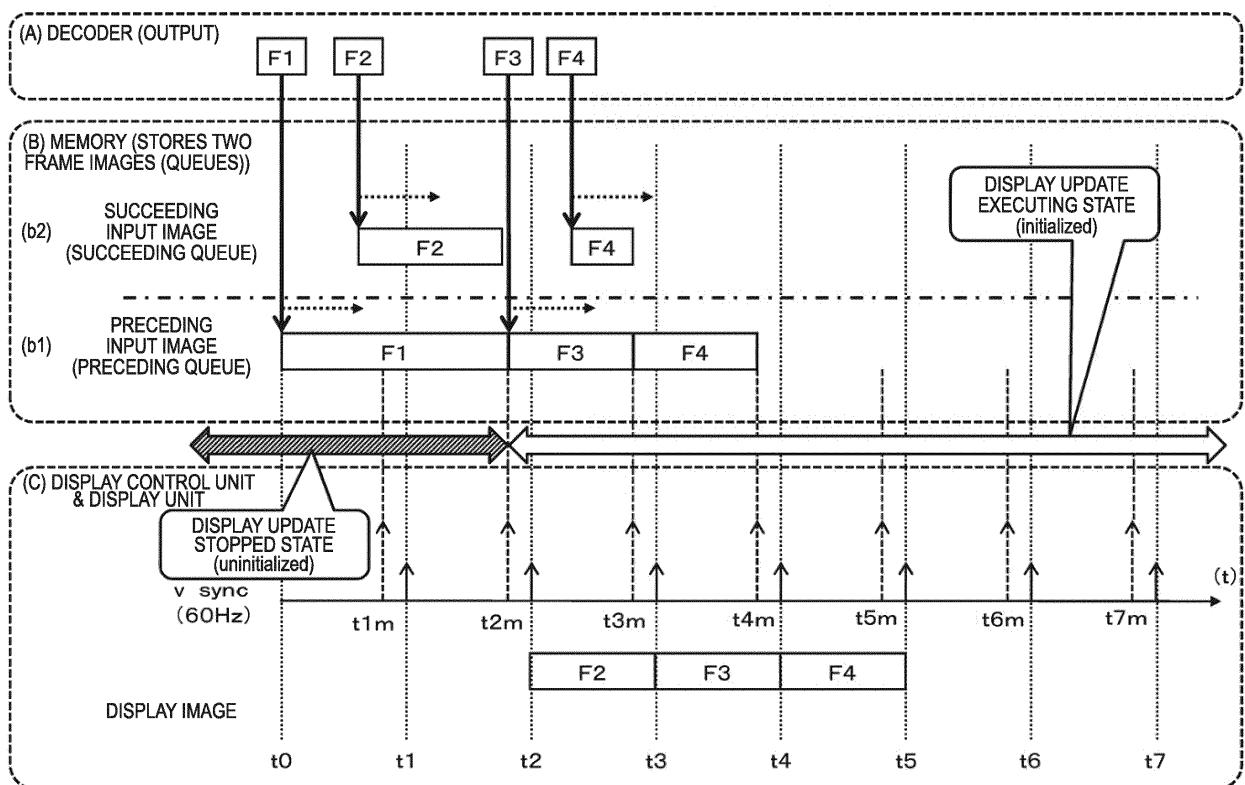 (A) DECODER (OUTPUT)
F1 F2 F3 F4
(B) MEMORY (STORES TWO
FRAME IMAGES (QUEUES))
DISPLAY UPDATE
EXECUTING STATE
(initialized)
(b2)
SUCCEEDING
INPUT IMAGE
(SUCCEEDING QUEUE)
F2 F4
(b1)
PRECEDING
INPUT IMAGE
(PRECEDING QUEUE)
F1 F3 F4
(C) DISPLAY CONTROL UNIT
& DISPLAY UNIT
DISPLAY UPDATE
STOPPED STATE
(uninitialized)
v sync
(60Hz)
(t)
t1m t2m t3m t4m t5m t6m t7m
F2 F3 F4
DISPLAY IMAGE
t0 t1 t2 t3 t4 t5 t6 t7